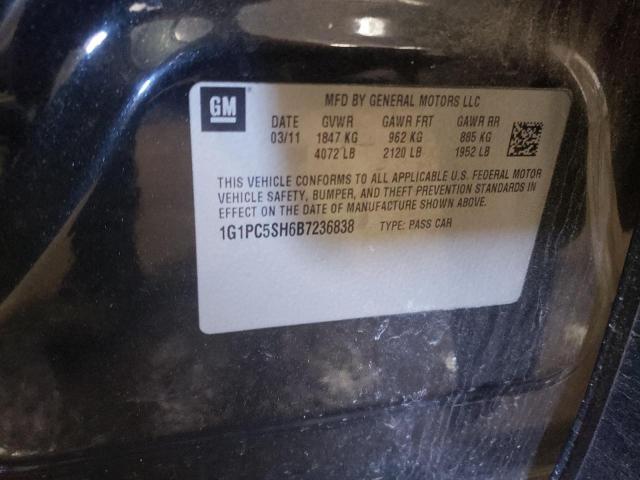 GM
MFD BY GENERAL MOTORS LLC
DATE GVWR GAWR FRT GAWR RR
03/11 1847 KG 962 KG 885 KG
4072 LB 2120 LB 1952 LB
THIS VEHICLE CONFORMS TO ALL APPLICABLE U.S. FEDERAL MOTOR
VEHICLE SAFETY, BUMPER, AND THEFT PREVENTION STANDARDS IN
EFFECT ON THE DATE OF MANUFACTURE SHOWN ABOVE.
1G1PC5SH6B7236838 TYPE: PASS CAR